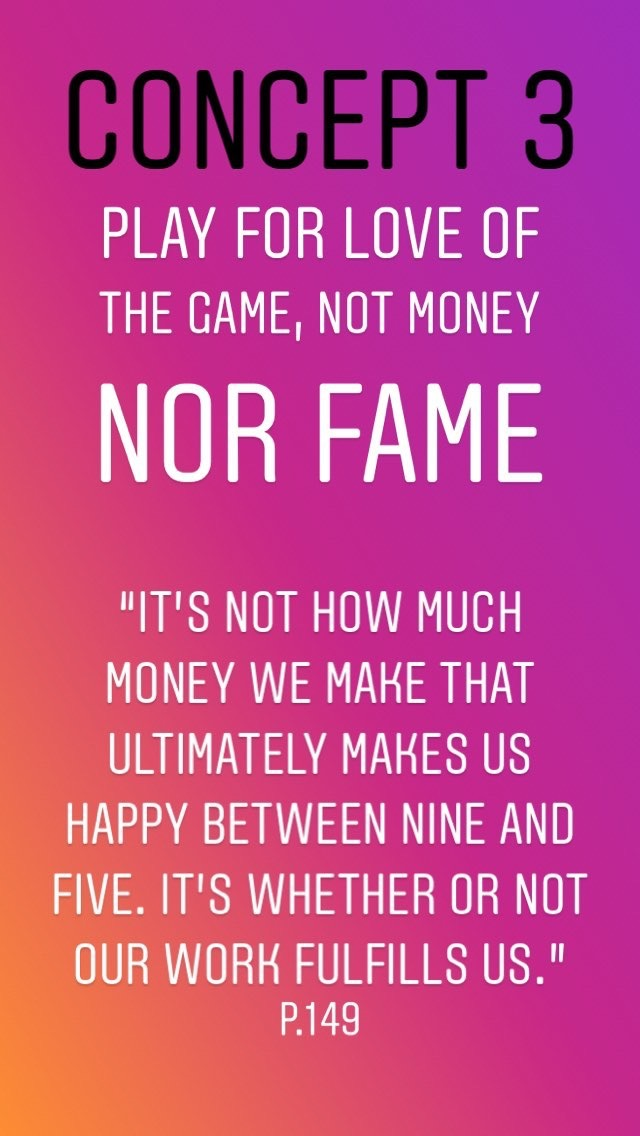 CONCEPT 3
PLAY FOR LOVE OF
THE GAME, NOT MONEY
NOR FAME
"IT'S NOT HOW MUCH
MONEY WE MAKE THAT
ULTIMATELY MAKES US
HAPPY BETWEEN NINE AND
FIVE. IT'S WHETHER OR NOT
OUR WORK FULFILLS US."
P.149